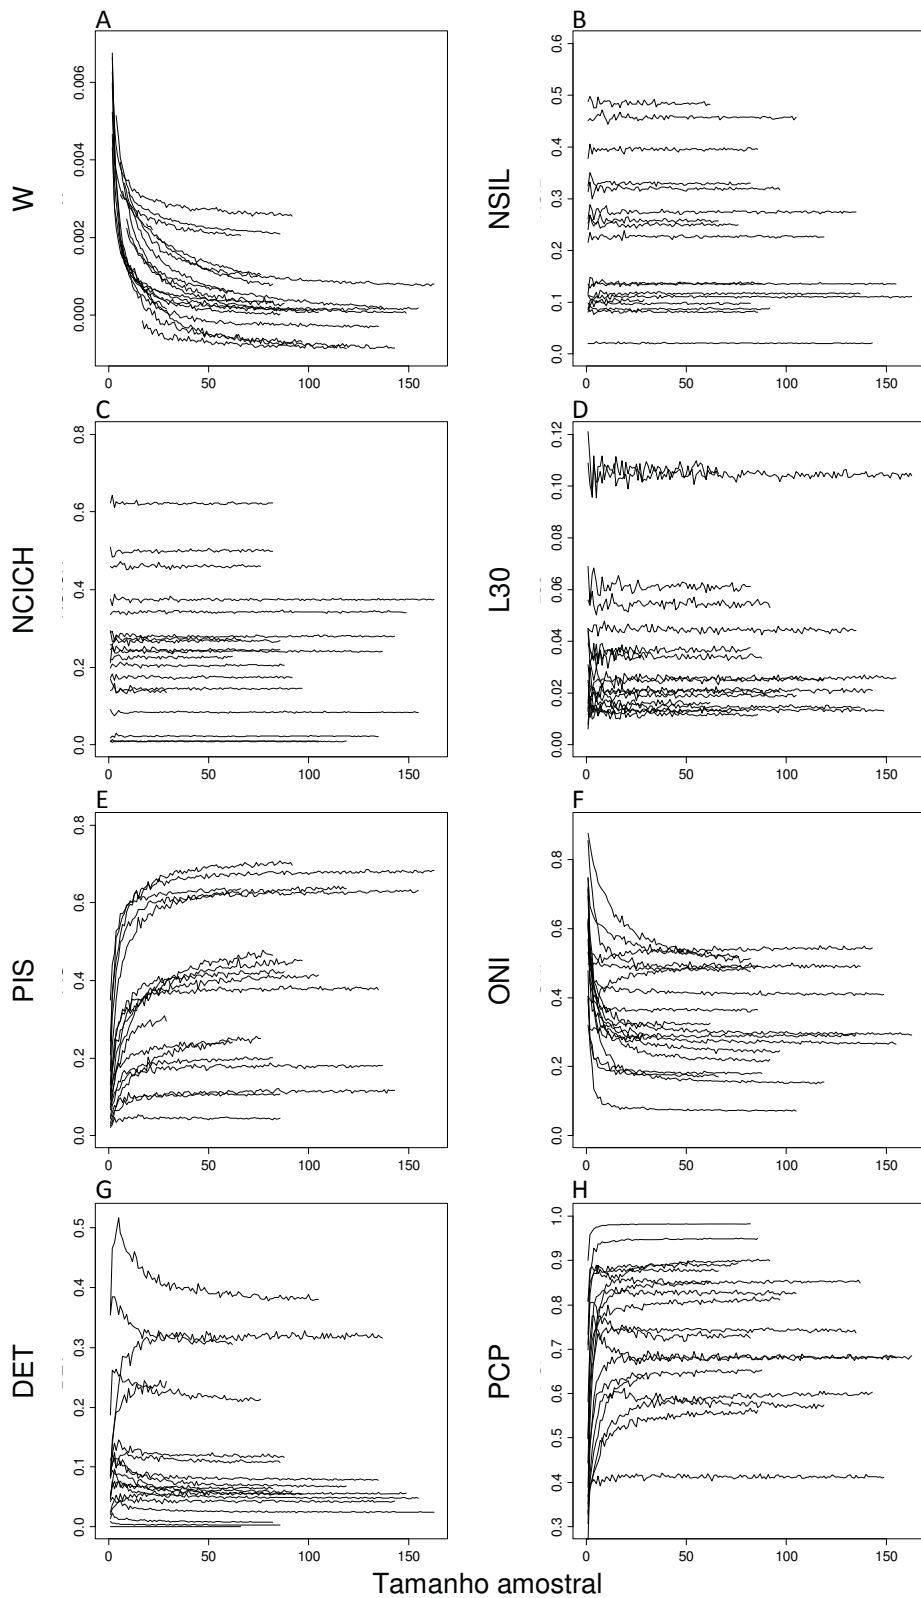 A
W
0.000 0.002 0.004 0.006
0 50 100 150
B
NSIL
0.0 0.1 0.2 0.3 0.4 0.5 0.6
0 50 100 150
C
NCICH
0.0 0.2 0.4 0.6 0.8
0 50 100 150
D
L30
0.00 0.02 0.04 0.06 0.08 0.10 0.12
0 50 100 150
E
PIS
0.0 0.2 0.4 0.6 0.8
0 50 100 150
F
ONI
0.0 0.2 0.4 0.6 0.8
0 50 100 150
G
DET
0.0 0.1 0.2 0.3 0.4 0.5
0 50 100 150
H
PCP
0.3 0.4 0.5 0.6 0.7 0.8 0.9 1.0
0 50 100 150
Tamanho amostral